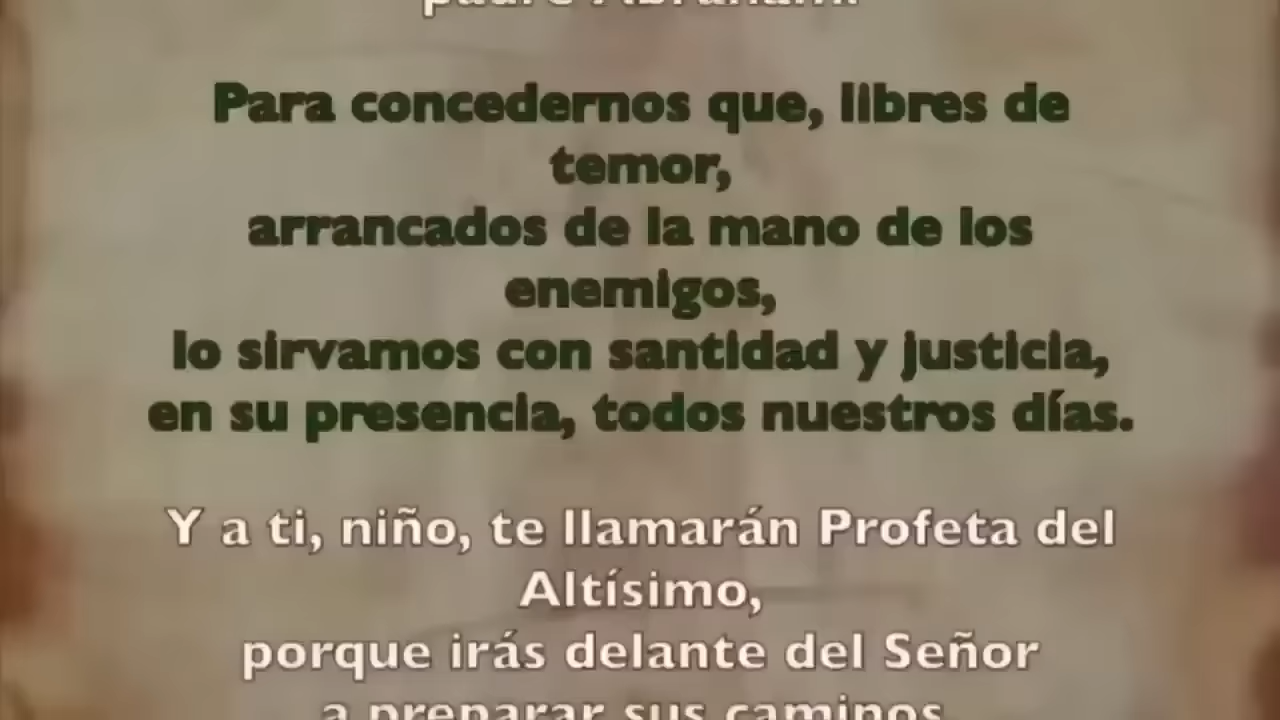 padre Abraham.
Para concedernos que, libres de
temor,
arrancados de la mano de los
enemigos,
lo sirvamos con santidad y justicia,
en su presencia, todos nuestros días.
Y a ti, niño, te llamarán Profeta del
Altísimo,
porque irás delante del Señor
a preparar sus caminos